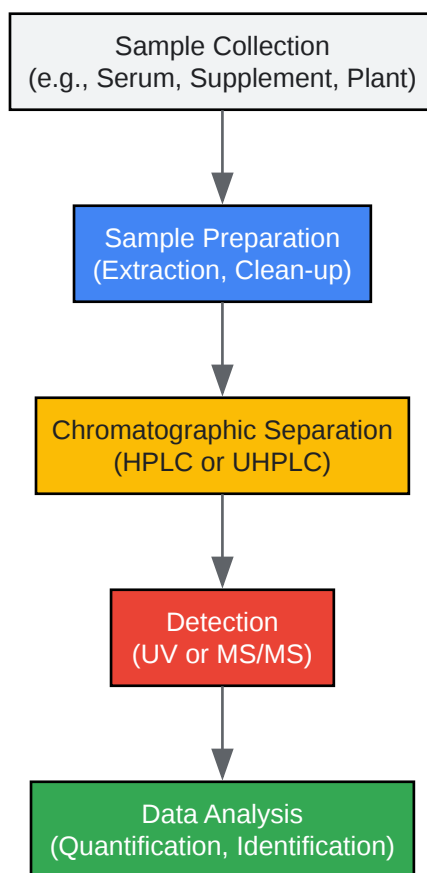 Sample Collection
(e.g., Serum, Supplement, Plant)
Sample Preparation
(Extraction, Clean-up)
Chromatographic Separation
(HPLC or UHPLC)
Detection
(UV or MS/MS)
Data Analysis
(Quantification, Identification)